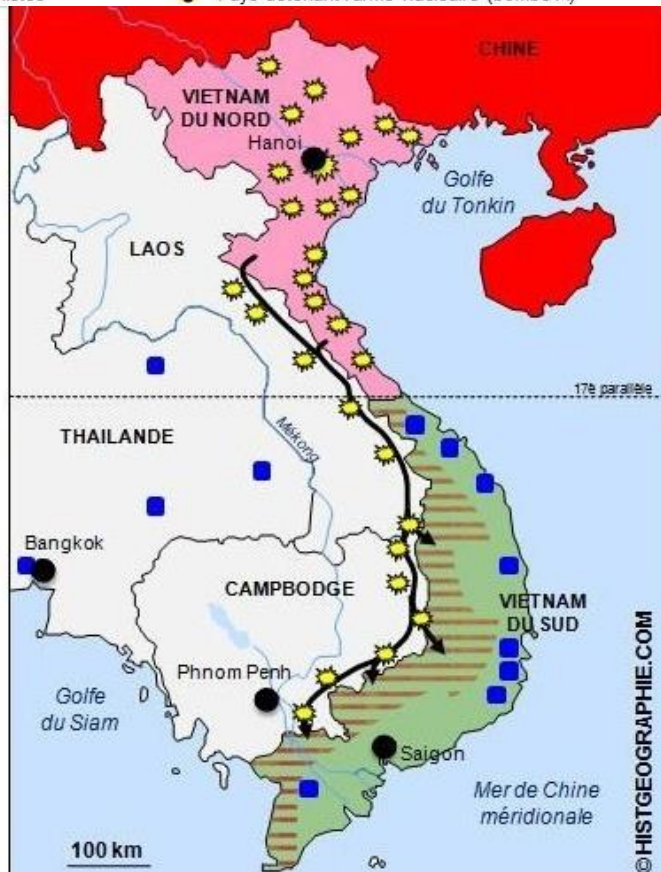 CHINE
VIETNAM
DU NORD
Hanoi
Golfe
du Tonkin
LAOS
17è parallèle
THAILANDE
Mékong
Bangkok
CAMPBODGE
VIETNAM
DU SUD
Phnom Penh
Golfe
du Siam
Saigon
Mer de Chine
méridionale
100 km
©HISTGEOGRAPHIE.COM